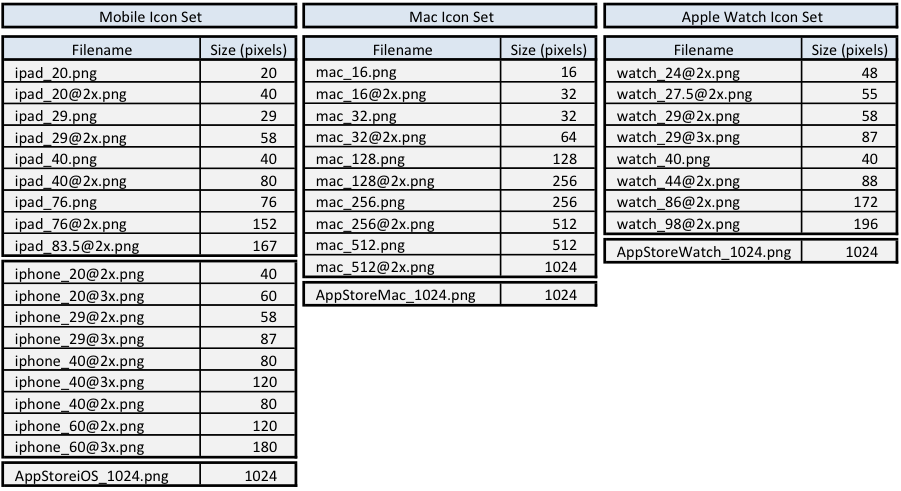 Mobile Icon Set
Filename Size (pixels)
ipad_20.png 20
ipad_20@2x.png 40
ipad_29.png 29
ipad_29@2x.png 58
ipad_40.png 40
ipad_40@2x.png 80
ipad_76.png 76
ipad_76@2x.png 152
ipad_83.5@2x.png 167
iphone_20@2x.png 40
iphone_20@3x.png 60
iphone_29@2x.png 58
iphone_29@3x.png 87
iphone_40@2x.png 80
iphone_40@3x.png 120
iphone_40@2x.png 80
iphone_60@2x.png 120
iphone_60@3x.png 180
AppStoreiOS_1024.png 1024
Mac Icon Set
Filename Size (pixels)
mac_16.png 16
mac_16@2x.png 32
mac_32.png 32
mac_32@2x.png 64
mac_128.png 128
mac_128@2x.png 256
mac_256.png 256
mac_256@2x.png 512
mac_512.png 512
mac_512@2x.png 1024
AppStoreMac_1024.png 1024
Apple Watch Icon Set
Filename Size (pixels)
watch_24@2x.png 48
watch_27.5@2x.png 55
watch_29@2x.png 58
watch_29@3x.png 87
watch_40.png 40
watch_44@2x.png 88
watch_86@2x.png 172
watch_98@2x.png 196
AppStoreWatch_1024.png 1024